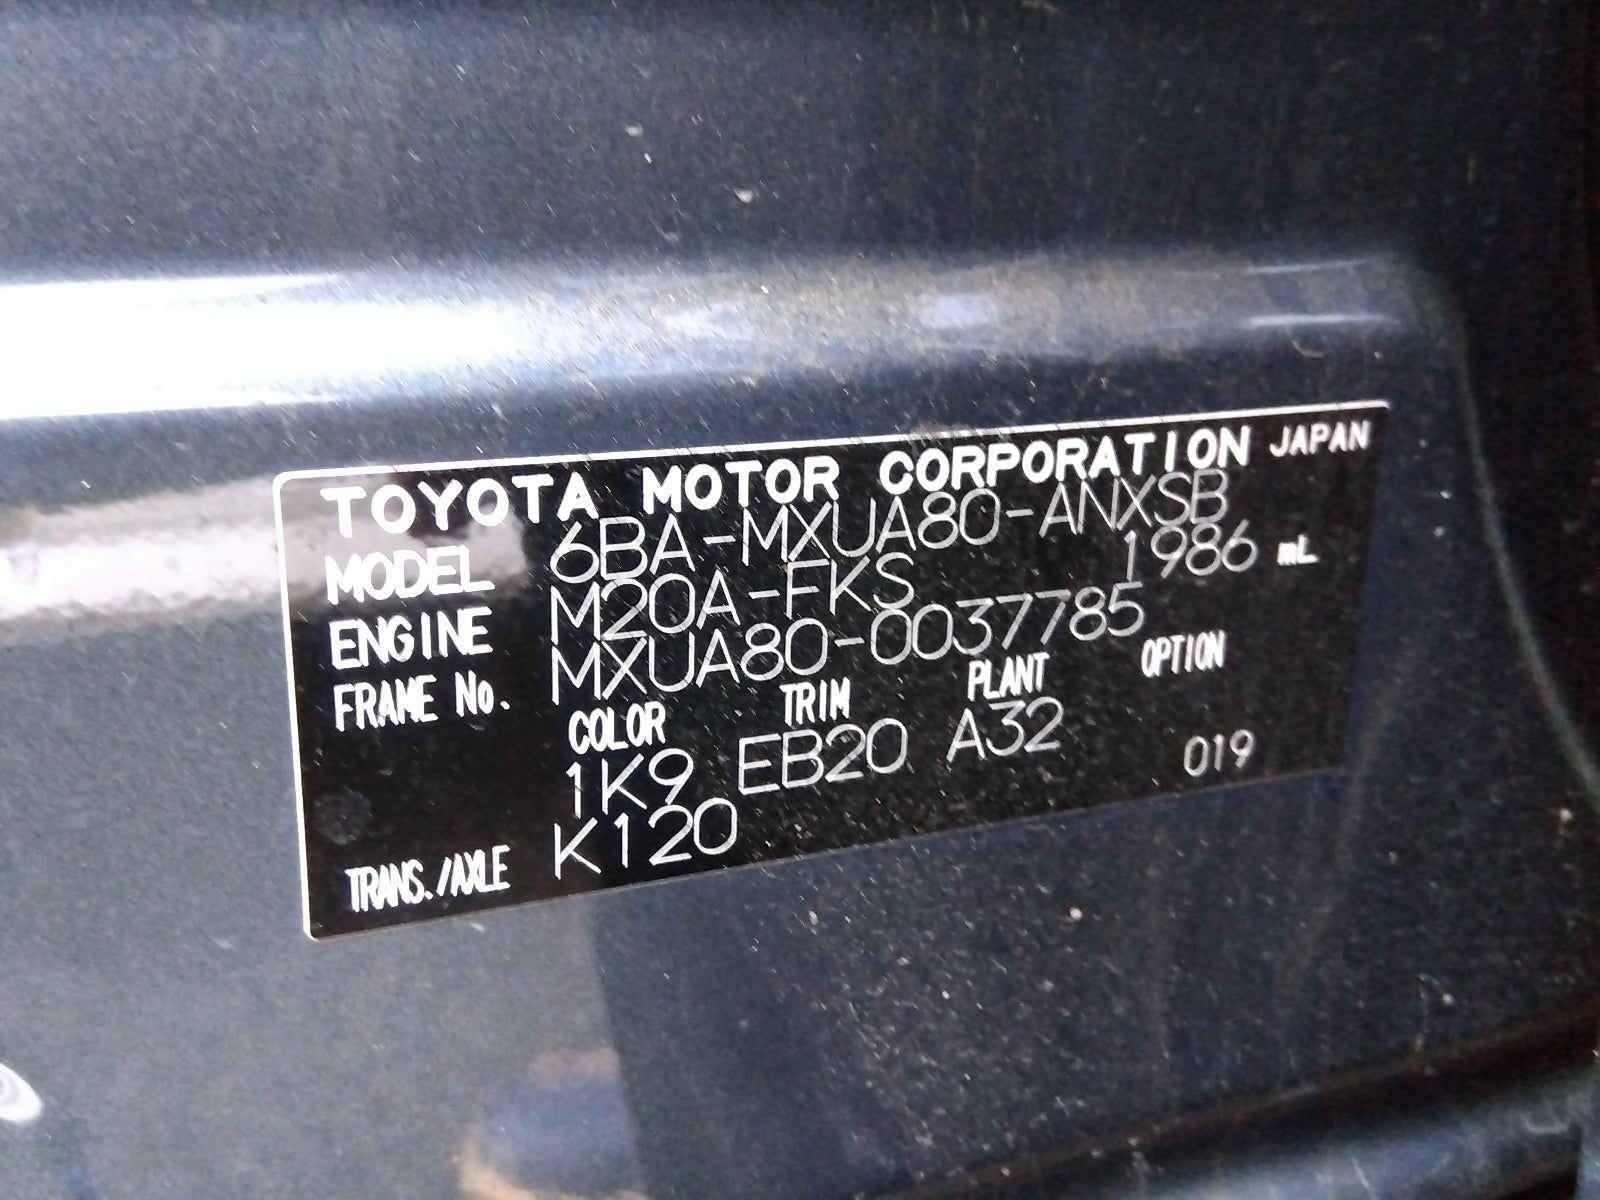 TOYOTA MOTOR CORPORATION JAPAN
MODEL 6BA-MXUA80-ANXSB
ENGINE M20A-FKS 1986 mL
FRAME No. MXUA80-0037785
COLOR TRIM PLANT OPTION
1K9 EB20 A32 019
TRANS./AXLE K120